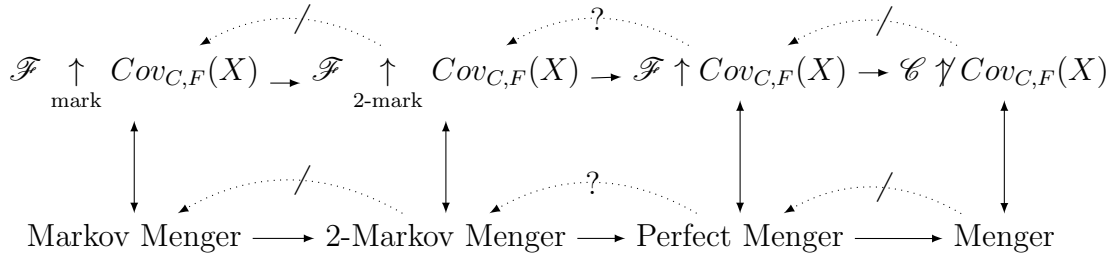 / ? /
ℱ ↑ Cov_{C,F}(X) → ℱ ↑ Cov_{C,F}(X) → ℱ ↑ Cov_{C,F}(X) → 𝒞 ↑̸ Cov_{C,F}(X)
mark 2-mark
/ ? /
Markov Menger → 2-Markov Menger → Perfect Menger → Menger